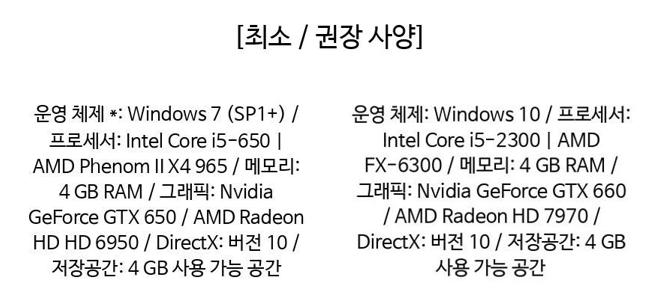 [최소 / 권장 사양]
운영 체제 *: Windows 7 (SP1+) /
프로세서: Intel Core i5-650 |
AMD Phenom II X4 965 / 메모리:
4 GB RAM / 그래픽: Nvidia
GeForce GTX 650 / AMD Radeon
HD HD 6950 / DirectX: 버전 10 /
저장공간: 4 GB 사용 가능 공간
운영 체제: Windows 10 / 프로세서:
Intel Core i5-2300 | AMD
FX-6300 / 메모리: 4 GB RAM /
그래픽: Nvidia GeForce GTX 660
/ AMD Radeon HD 7970 /
DirectX: 버전 10 / 저장공간: 4 GB
사용 가능 공간